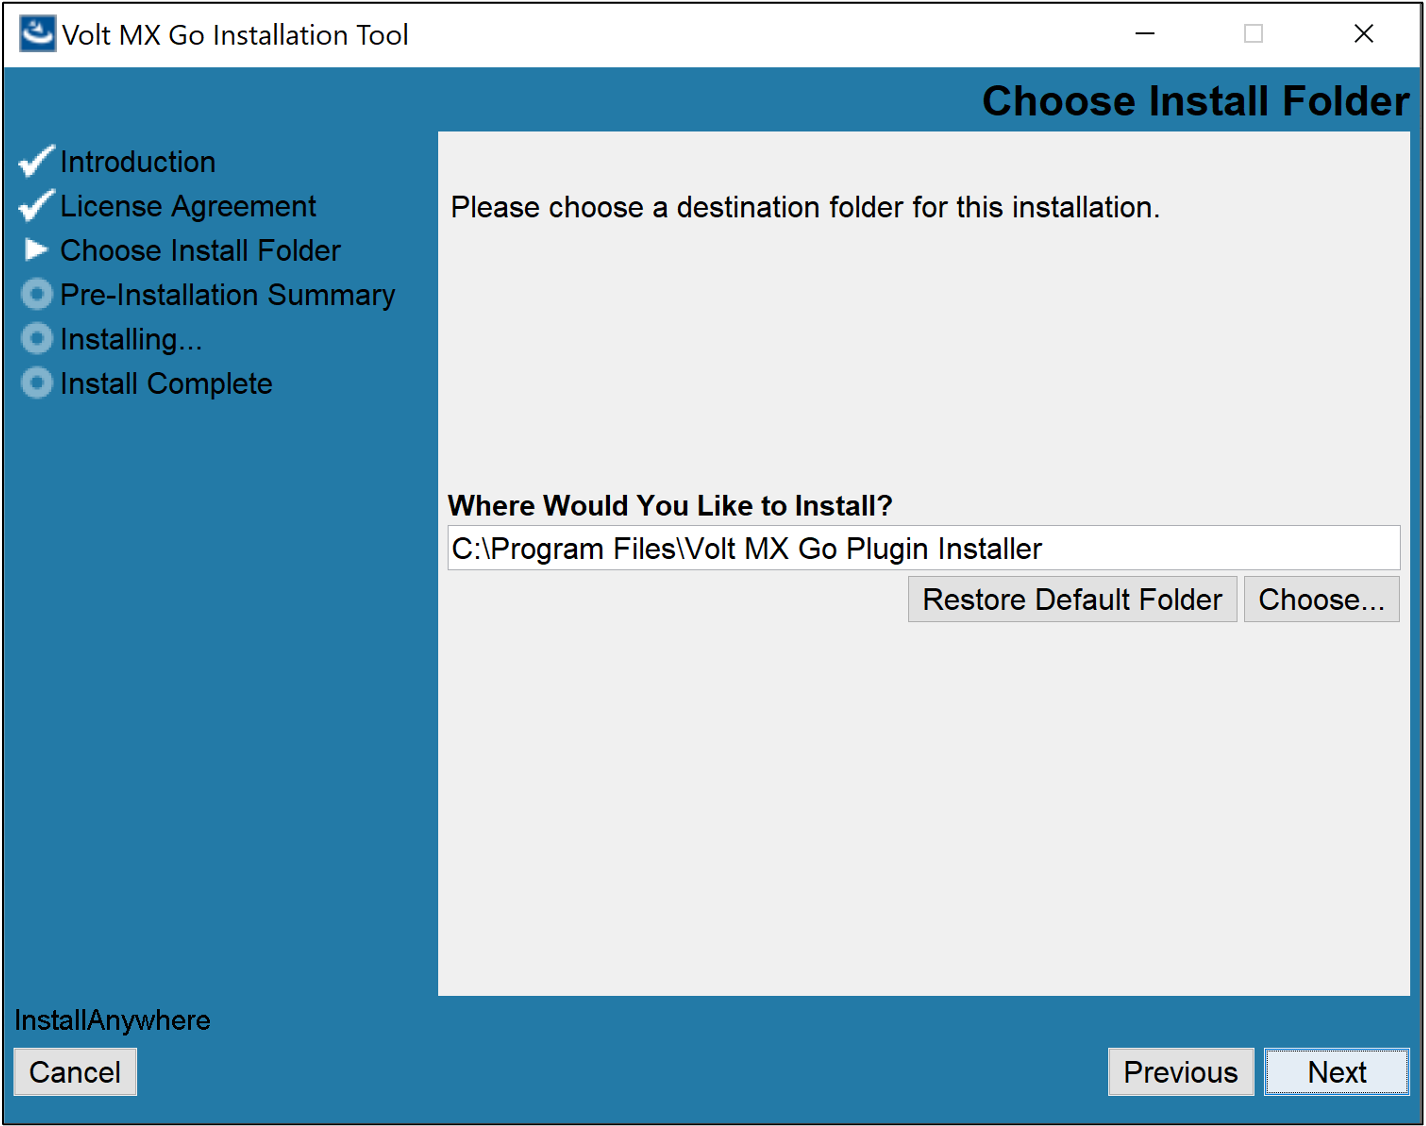 Volt MX Go Installation Tool
Choose Install Folder
Introduction
License Agreement
Choose Install Folder
Pre-Installation Summary
Installing...
Install Complete
Please choose a destination folder for this installation.
Where Would You Like to Install?
C:\Program Files\Volt MX Go Plugin Installer
Restore Default Folder
Choose...
InstallAnywhere
Cancel
Previous
Next